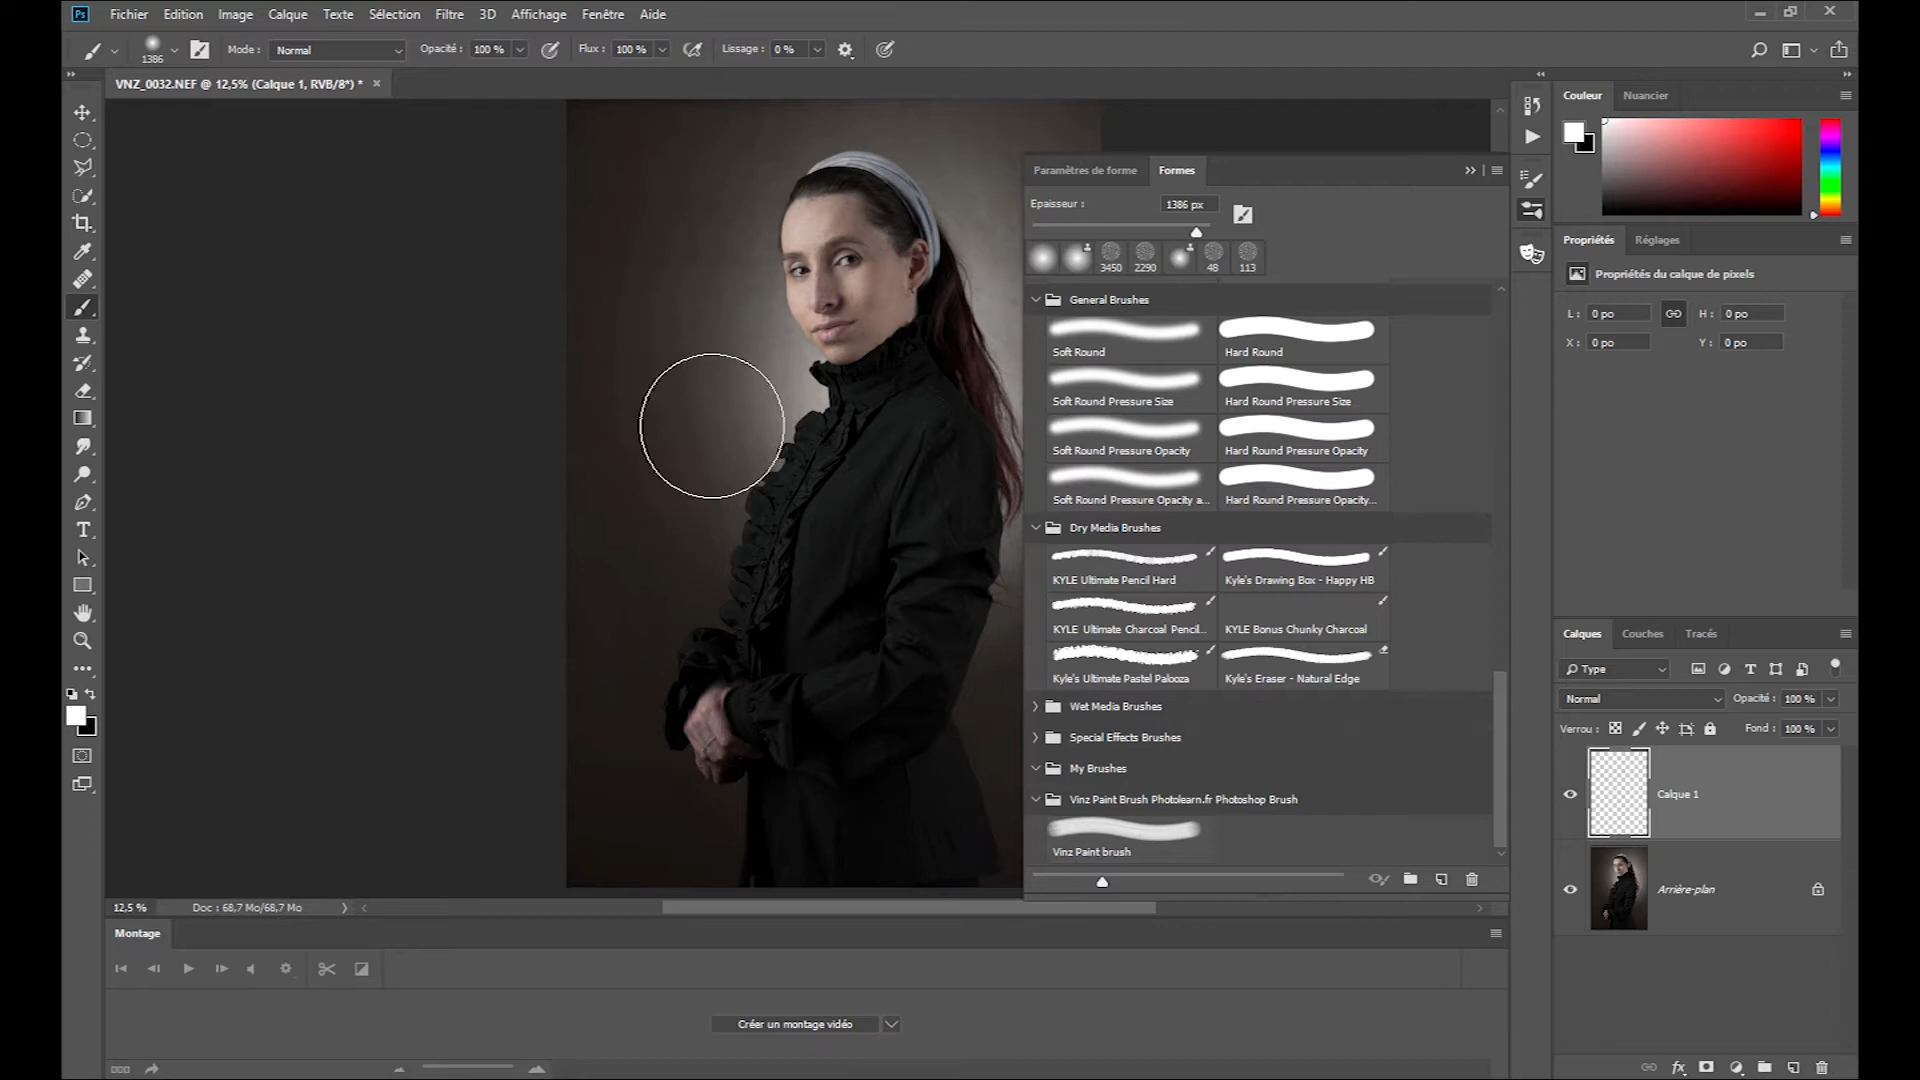 Ps Fichier Edition Image Calque Texte Sélection Filtre 3D Affichage Fenêtre Aide
1386 Mode : Normal Opacité : 100 % Flux : 100 % Lissage : 0 %
VNZ_0032.NEF @ 12,5% (Calque 1, RVB/8*) * ×
Paramètres de forme Formes
Epaisseur : 1386 px
3450 2290 48 113
General Brushes
Soft Round Hard Round
Soft Round Pressure Size Hard Round Pressure Size
Soft Round Pressure Opacity Hard Round Pressure Opacity
Soft Round Pressure Opacity a... Hard Round Pressure Opacity...
Dry Media Brushes
KYLE Ultimate Pencil Hard Kyle's Drawing Box - Happy HB
KYLE Ultimate Charcoal Pencil... KYLE Bonus Chunky Charcoal
Kyle's Ultimate Pastel Palooza Kyle's Eraser - Natural Edge
Wet Media Brushes
Special Effects Brushes
My Brushes
Vinz Paint Brush Photolearn.fr Photoshop Brush
Vinz Paint brush
Couleur Nuancier
Propriétés Réglages
Propriétés du calque de pixels
L : 0 po H : 0 po
X : 0 po Y : 0 po
Calques Couches Tracés
Type
Normal Opacité : 100 %
Verrou : Fond : 100 %
Calque 1
Arrière-plan
12,5 % Doc : 68,7 Mo/68,7 Mo
Montage
Créer un montage vidéo